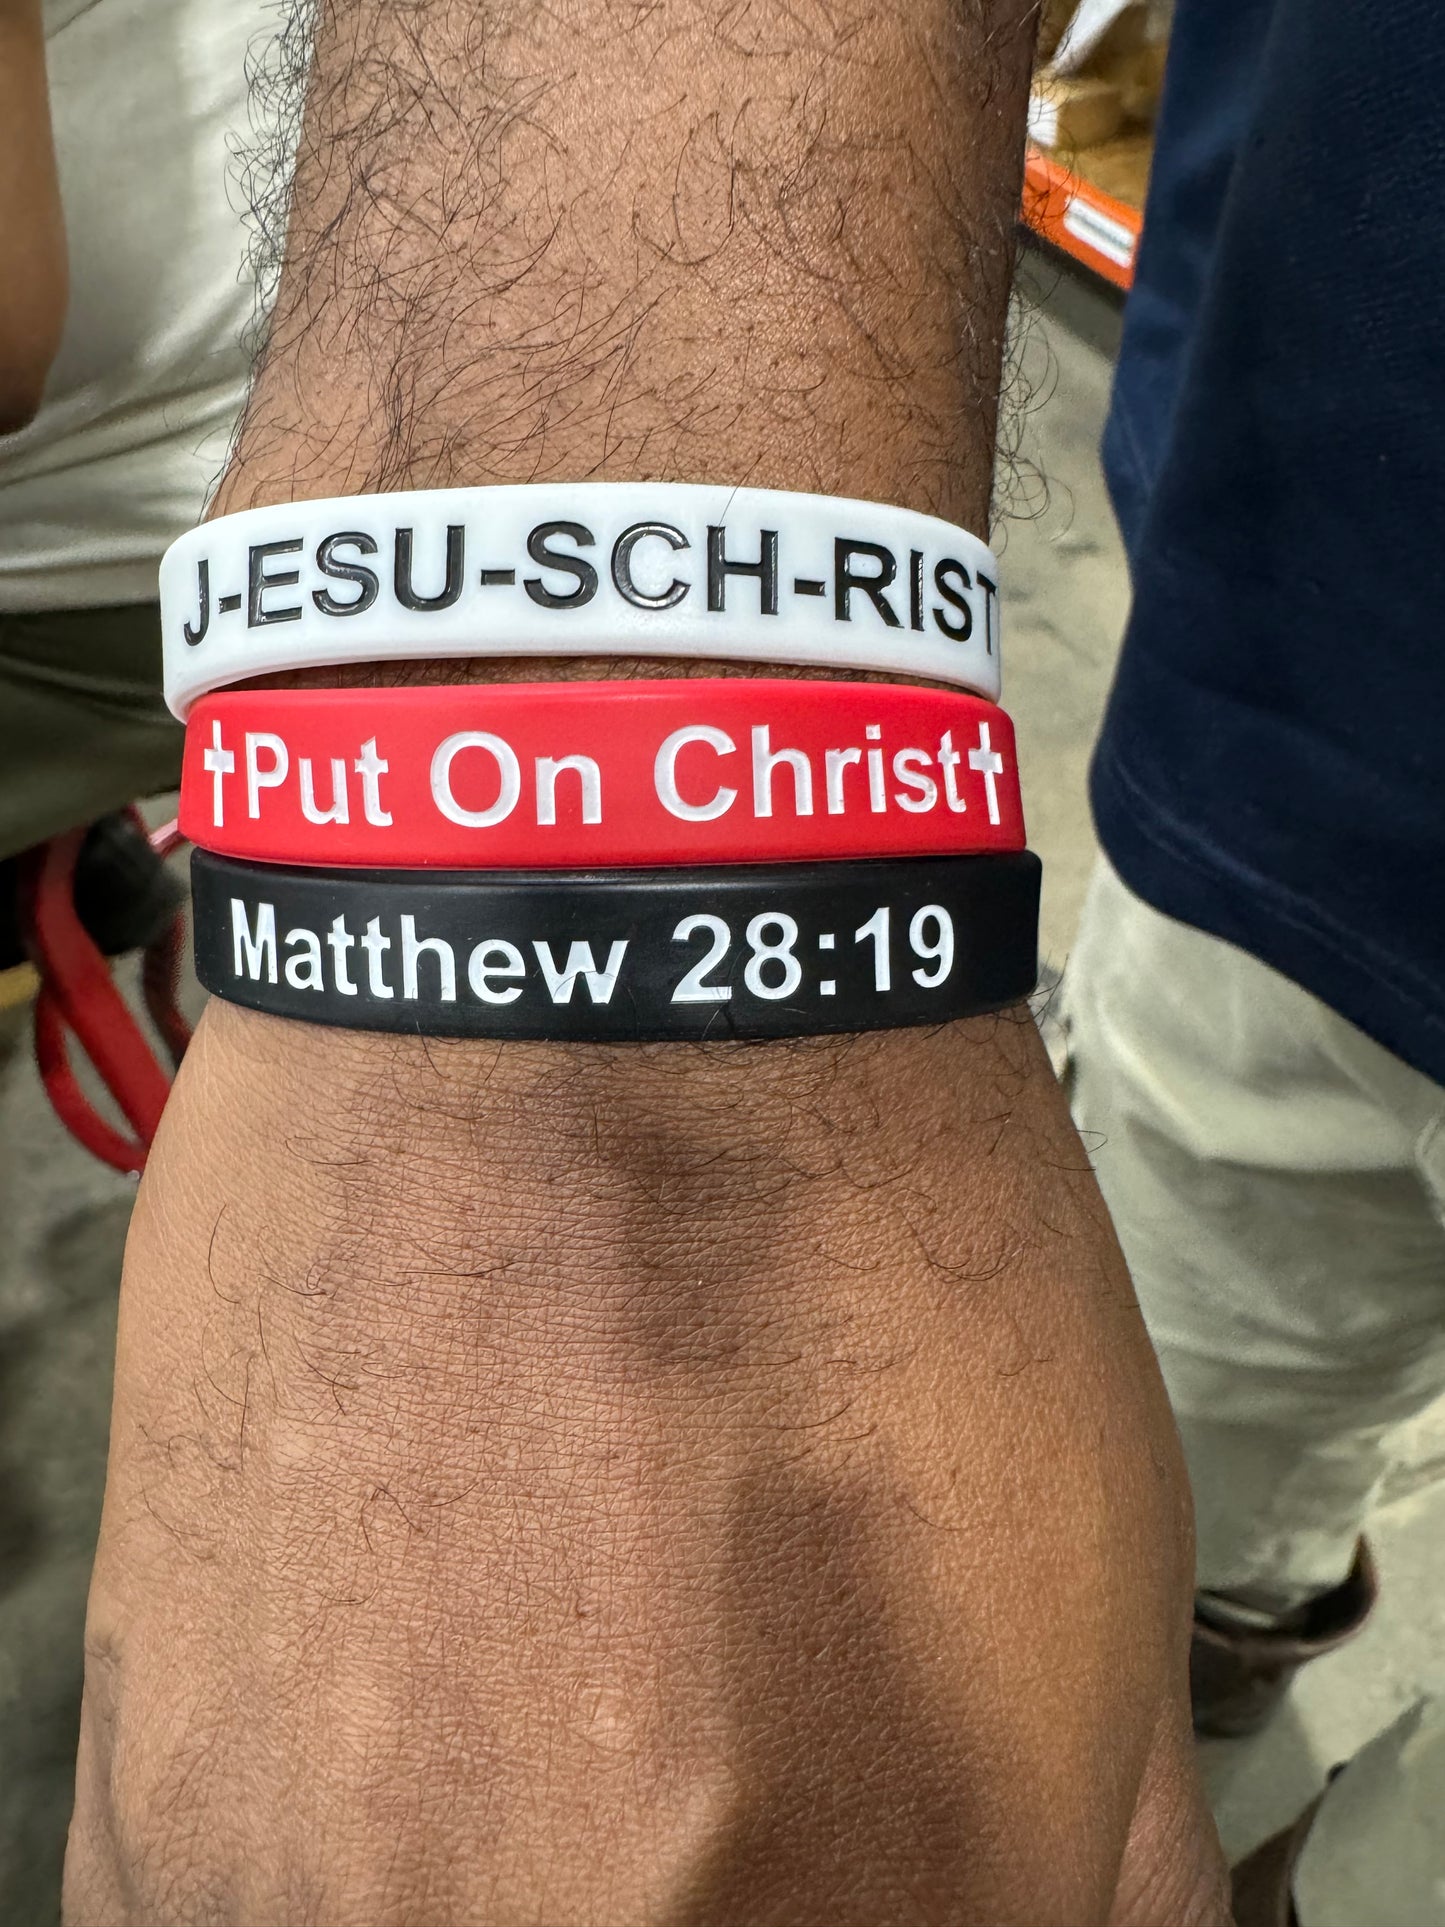 J-ESU-SCH-RIST
✝Put On Christ✝
Matthew 28:19